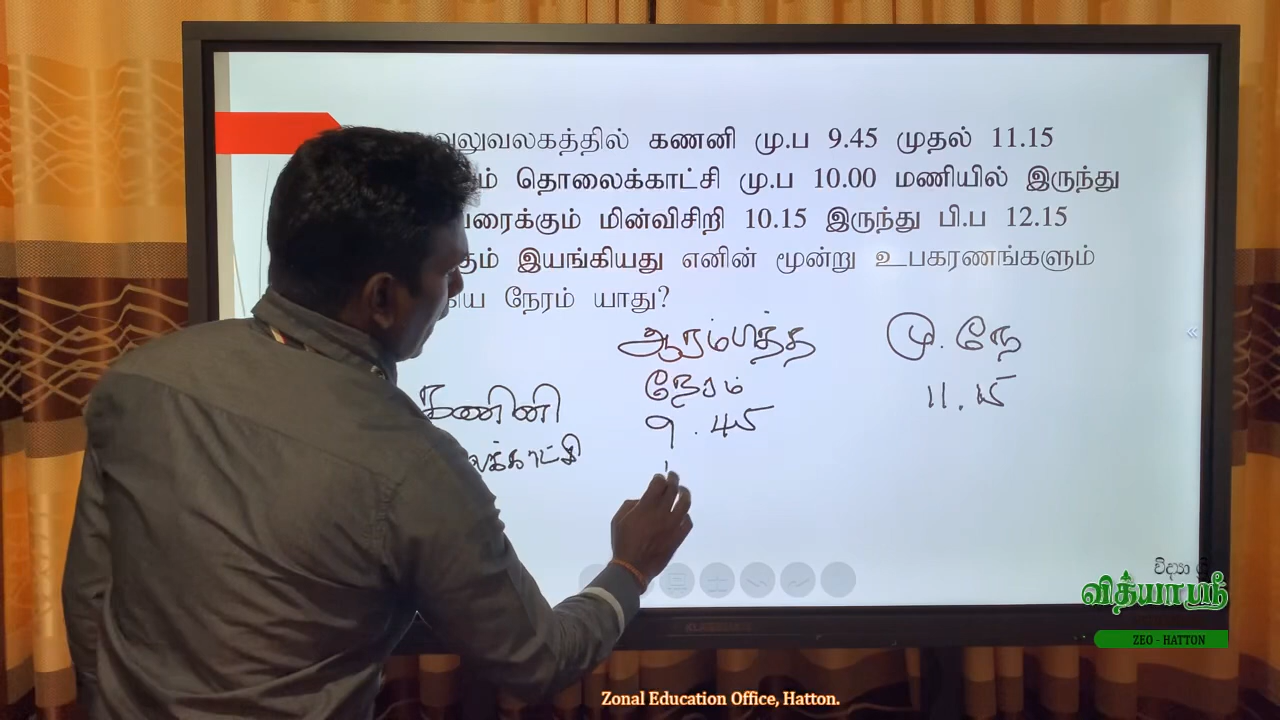 வலுவலகத்தில் கணனி மு.ப 9.45 முதல் 11.15
ம் தொலைக்காட்சி மு.ப 10.00 மணியில் இருந்து
வரைக்கும் மின்விசிறி 10.15 இருந்து பி.ப 12.15
கும் இயங்கியது எனின் மூன்று உபகரணங்களும்
ய நேரம் யாது?
ஆரம்பித்த மு.நே
நேரம்
கணினி 9.45 11.15
லைக்காட்சி 1
විද්‍යා ශ්‍රී
வித்யா ஸ்ரீ
ZEO - HATTON
Zonal Education Office, Hatton.